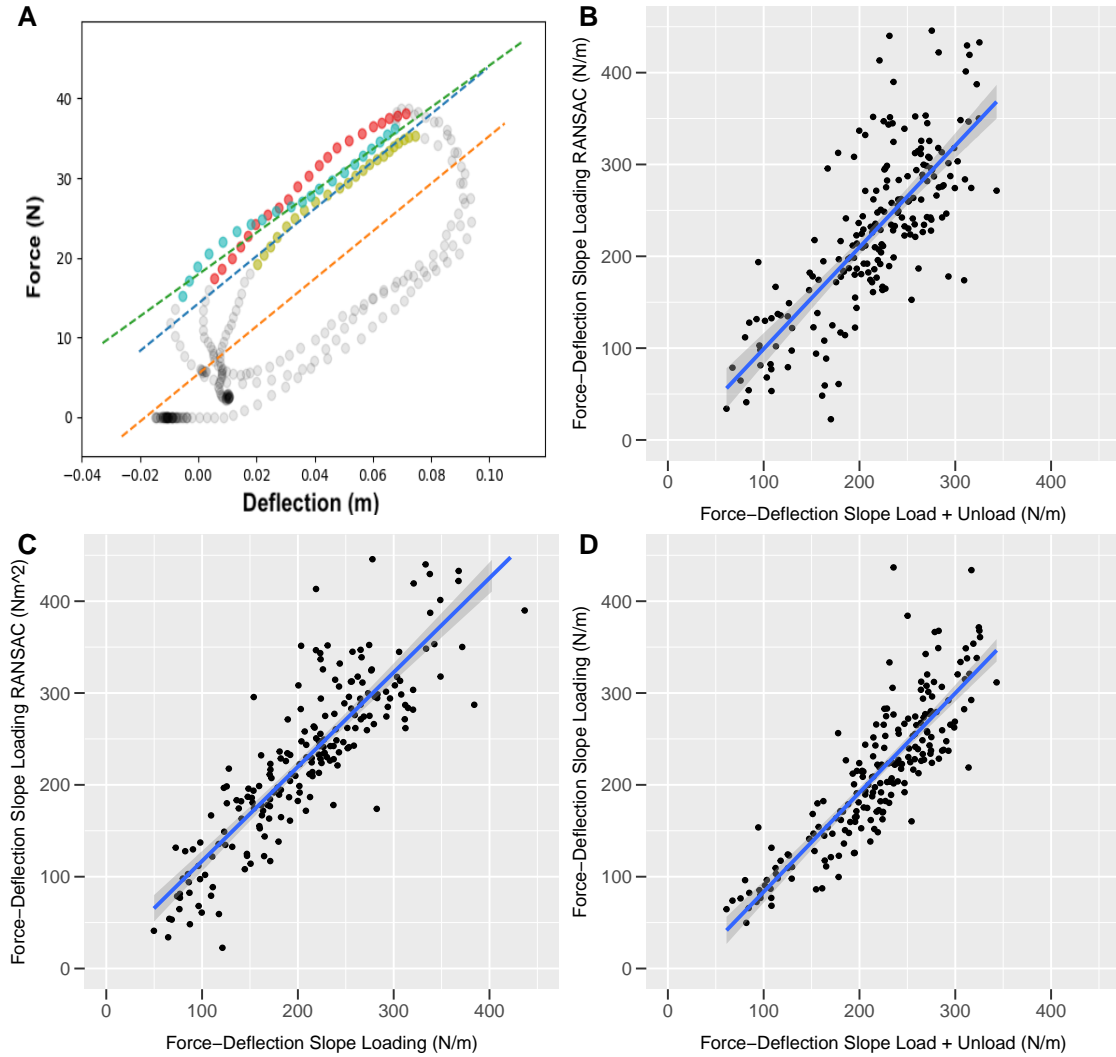 A
Force (N)
40
30
20
10
0
−0.04 −0.02 0.00 0.02 0.04 0.06 0.08 0.10
Deflection (m)
B
Force−Deflection Slope Loading RANSAC (N/m)
400
300
200
100
0
0 100 200 300 400
Force−Deflection Slope Load + Unload (N/m)
C
Force−Deflection Slope Loading RANSAC (Nm^2)
400
300
200
100
0
0 100 200 300 400
Force−Deflection Slope Loading (N/m)
D
Force−Deflection Slope Loading (N/m)
400
300
200
100
0
0 100 200 300 400
Force−Deflection Slope Load + Unload (N/m)